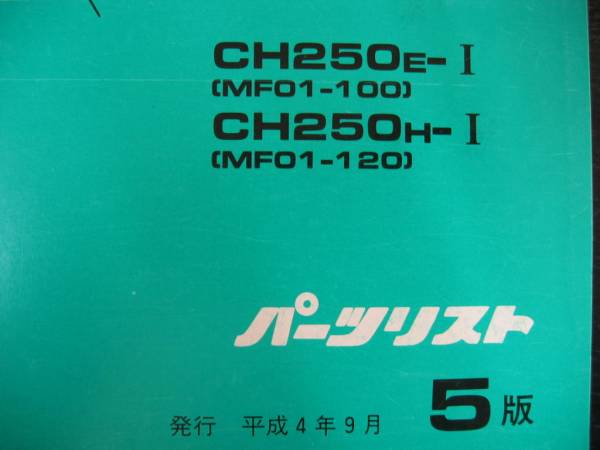 CH250E-I
(MF01-100)
CH250H-I
(MF01-120)
パーツリスト
5版
発行 平成4年9月